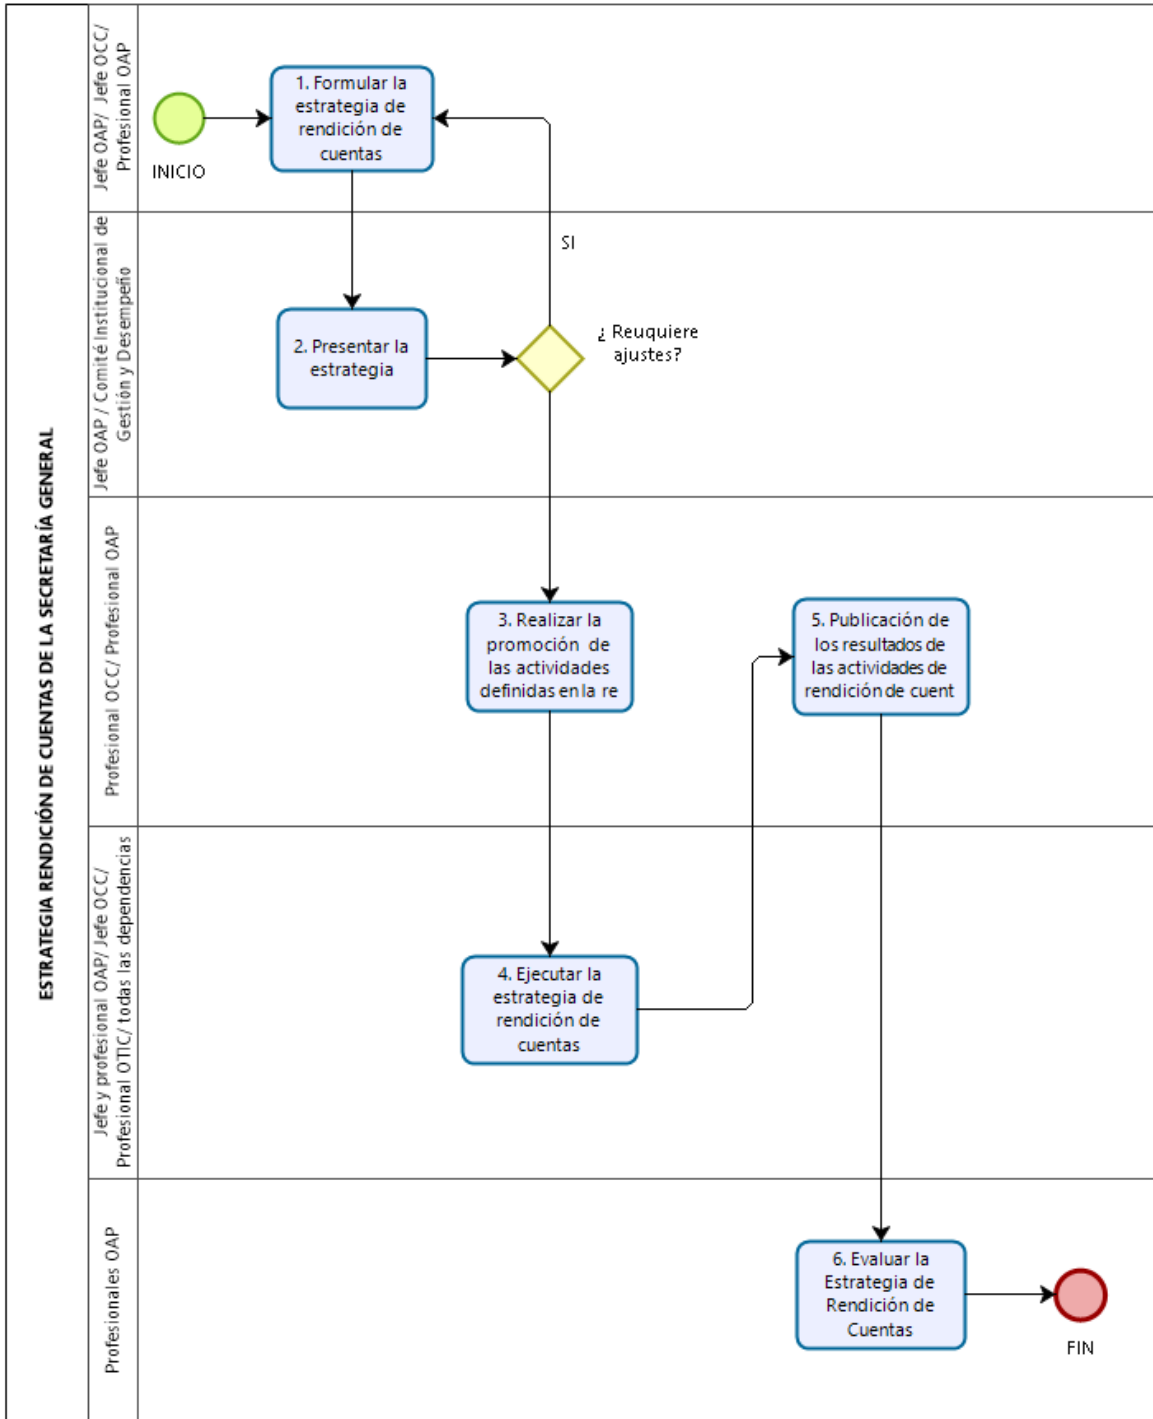 ESTRATEGIA RENDICIÓN DE CUENTAS DE LA SECRETARÍA GENERAL
Jefe OAP/ Jefe OCC/
Profesional OAP
INICIO
1. Formular la
estrategia de
rendición de
cuentas
Jefe OAP / Comité Institucional de
Gestión y Desempeño
2. Presentar la
estrategia
SI
¿ Reuquiere
ajustes?
Profesional OCC/ Profesional OAP
3. Realizar la
promoción de
las actividades
definidas en la re
5. Publicación de
los resultados de
las actividades de
rendición de cuent
Jefe y profesional OAP/ Jefe OCC/
Profesional OTIC/ todas las dependencias
4. Ejecutar la
estrategia de
rendición de
cuentas
Profesionales OAP
6. Evaluar la
Estrategia de
Rendición de
Cuentas
FIN